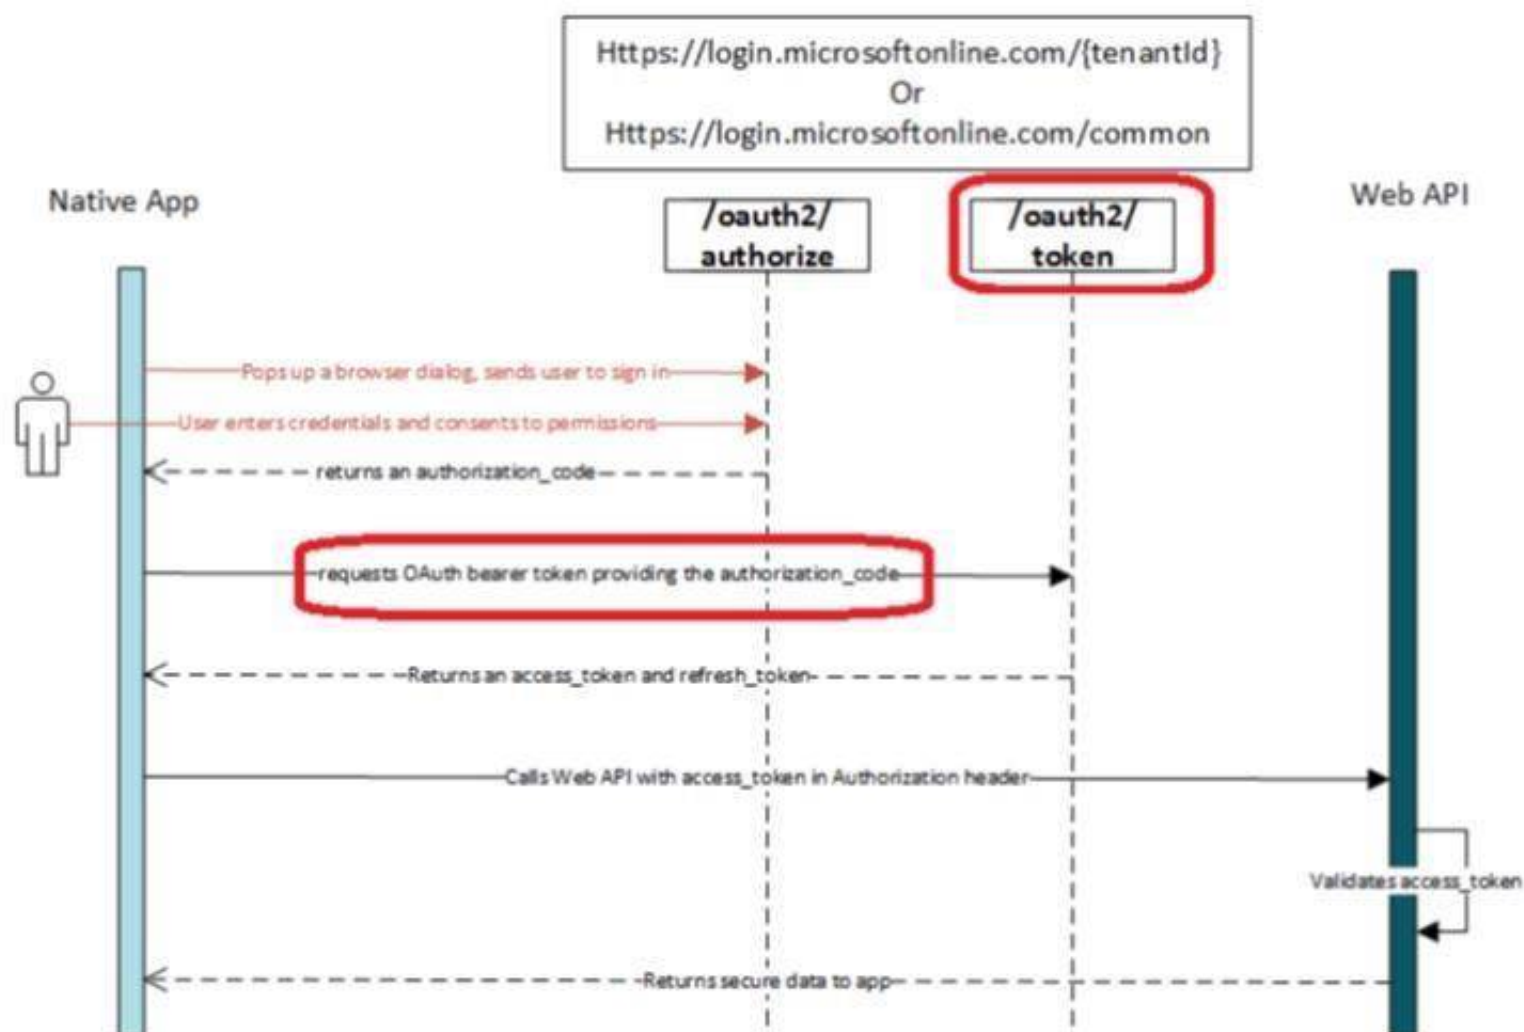 Https://login.microsoftonline.com/{tenantId}
Or
Https://login.microsoftonline.com/common
Native App
/oauth2/
authorize
/oauth2/
token
Web API
Pops up a browser dialog, sends user to sign in
User enters credentials and consents to permissions
returns an authorization_code
requests OAuth bearer token providing the authorization_code
Returns an access_token and refresh_token
Calls Web API with access_token in Authorization header
Validates access_token
Returns secure data to app